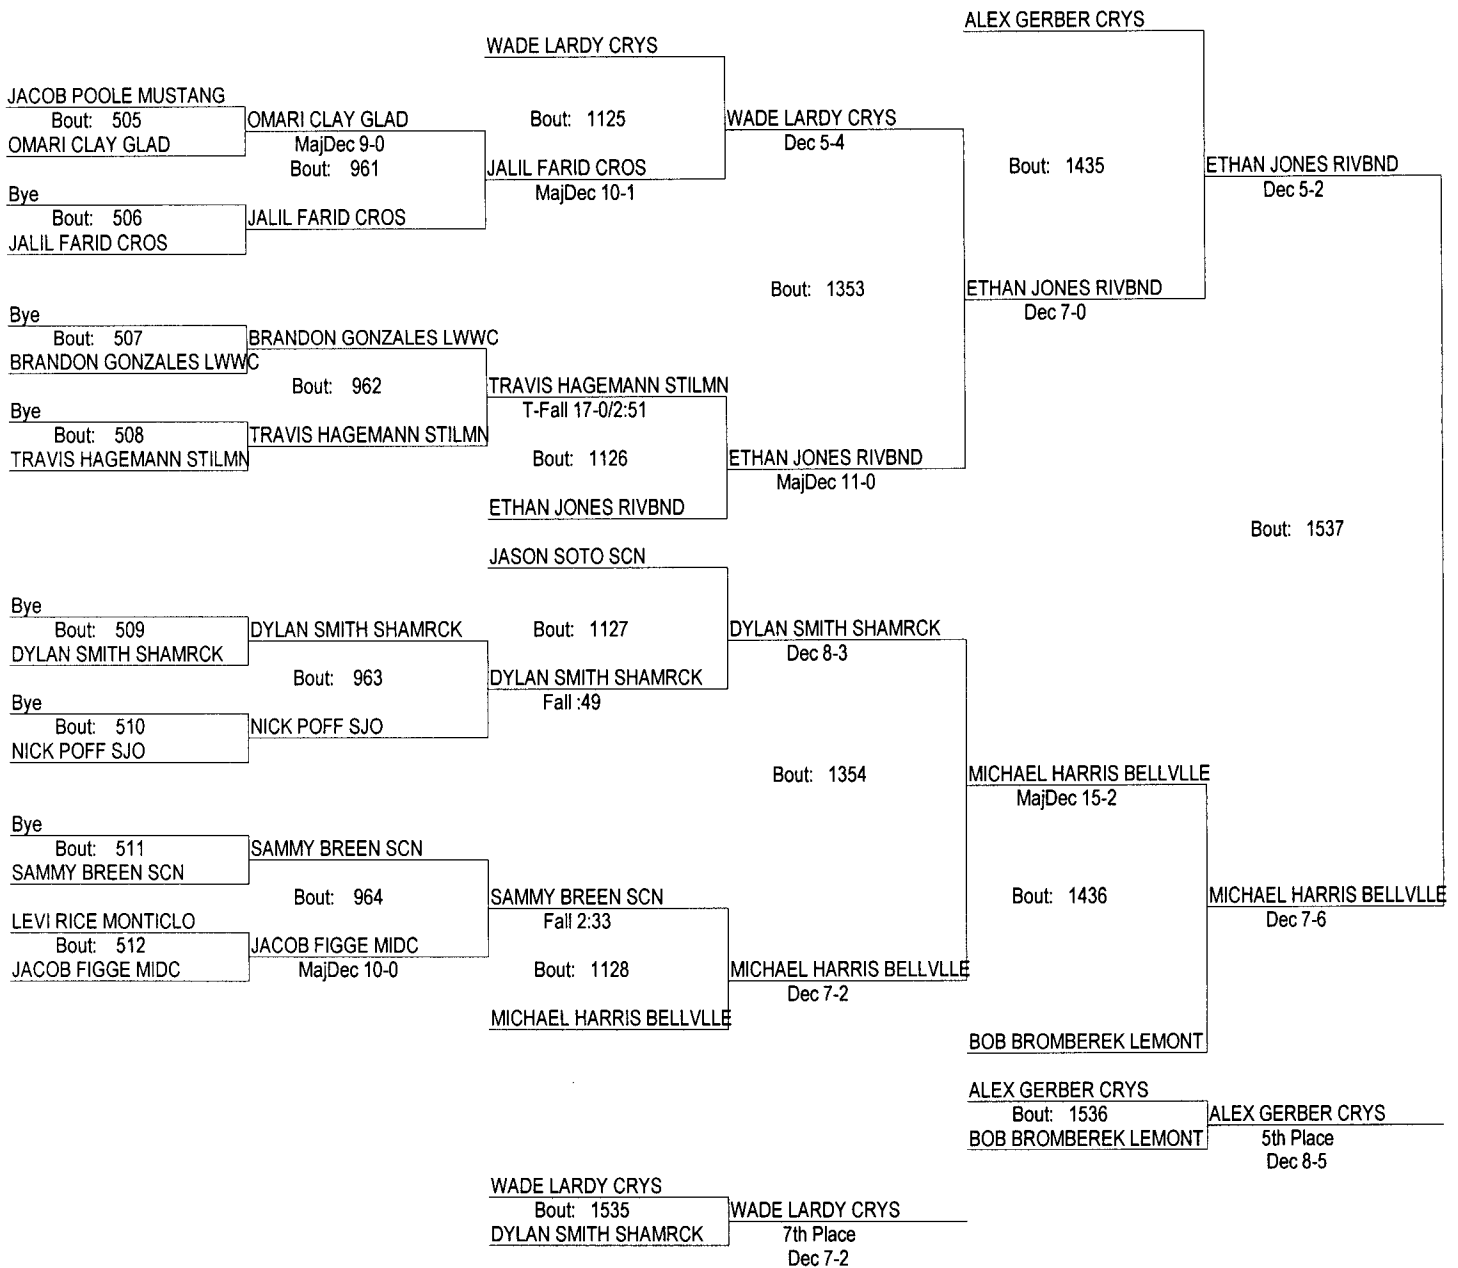 ALEX GERBER CRYS
WADE LARDY CRYS
JACOB POOLE MUSTANG
Bout: 505
OMARI CLAY GLAD
OMARI CLAY GLAD
MajDec 9-0
Bout: 961
Bout: 1125
WADE LARDY CRYS
Dec 5-4
JALIL FARID CROS
MajDec 10-1
Bout: 1435
ETHAN JONES RIVBND
Dec 5-2
Bye
Bout: 506
JALIL FARID CROS
JALIL FARID CROS
Bout: 1353
ETHAN JONES RIVBND
Dec 7-0
Bye
Bout: 507
BRANDON GONZALES LWWC
BRANDON GONZALES LWWC
Bout: 962
TRAVIS HAGEMANN STILMN
T-Fall 17-0/2:51
Bye
Bout: 508
TRAVIS HAGEMANN STILMN
TRAVIS HAGEMANN STILMN
Bout: 1126
ETHAN JONES RIVBND
MajDec 11-0
ETHAN JONES RIVBND
Bout: 1537
JASON SOTO SCN
Bye
Bout: 509
DYLAN SMITH SHAMRCK
DYLAN SMITH SHAMRCK
Bout: 1127
DYLAN SMITH SHAMRCK
Dec 8-3
Bout: 963
DYLAN SMITH SHAMRCK
Fall :49
Bye
Bout: 510
NICK POFF SJO
NICK POFF SJO
Bout: 1354
MICHAEL HARRIS BELLVLLE
MajDec 15-2
Bye
Bout: 511
SAMMY BREEN SCN
SAMMY BREEN SCN
Bout: 964
SAMMY BREEN SCN
Fall 2:33
Bout: 1436
MICHAEL HARRIS BELLVLLE
Dec 7-6
LEVI RICE MONTICLO
Bout: 512
JACOB FIGGE MIDC
JACOB FIGGE MIDC
MajDec 10-0
Bout: 1128
MICHAEL HARRIS BELLVLLE
Dec 7-2
MICHAEL HARRIS BELLVLLE
BOB BROMBEREK LEMONT
ALEX GERBER CRYS
Bout: 1536
BOB BROMBEREK LEMONT
ALEX GERBER CRYS
5th Place
Dec 8-5
WADE LARDY CRYS
Bout: 1535
DYLAN SMITH SHAMRCK
WADE LARDY CRYS
7th Place
Dec 7-2